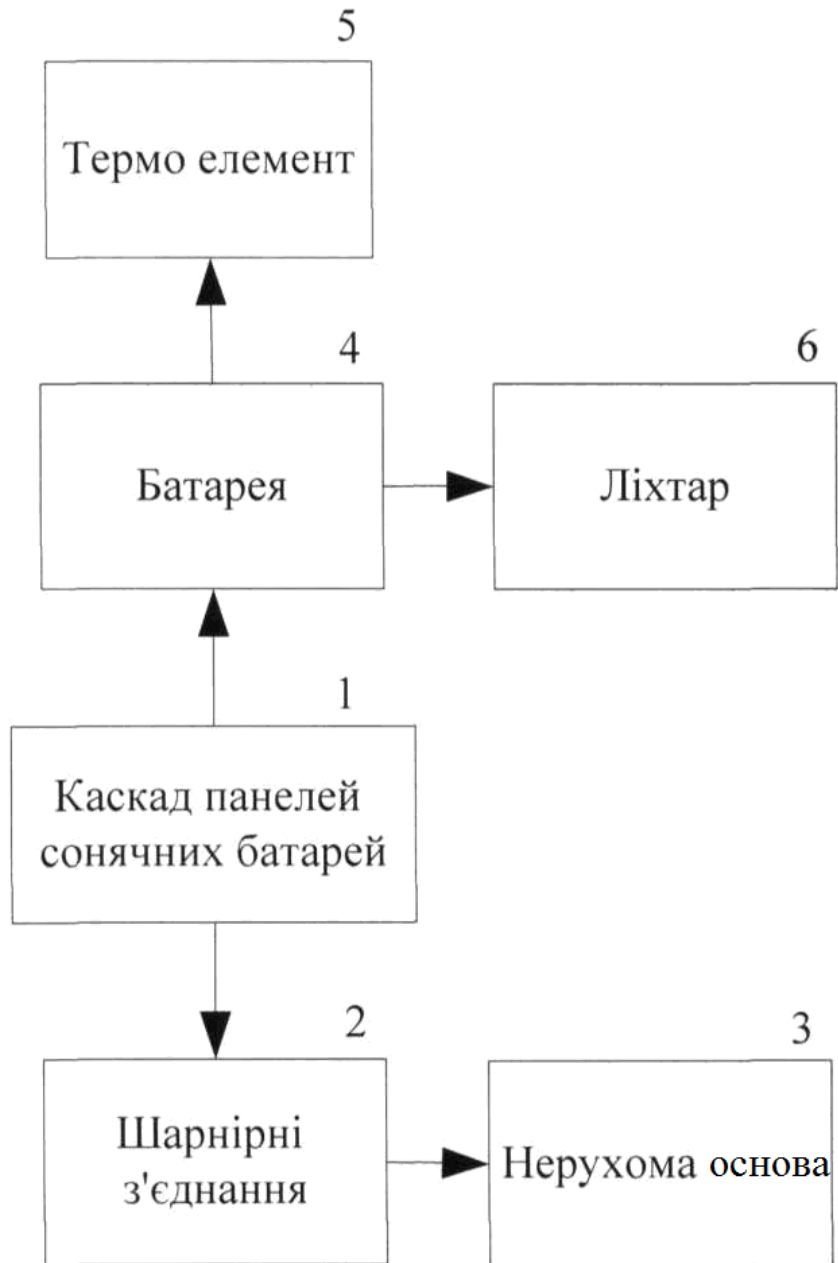 5
Термо елемент
4
6
Батарея
Ліхтар
1
Каскад панелей
сонячних батарей
2
3
Шарнірні
з'єднання
Нерухома основа